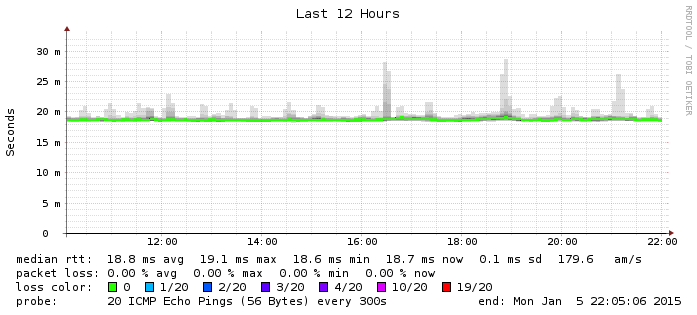 Last 12 Hours
RRDTOOL / TOBI OETIKER
Seconds
30 m
25 m
20 m
15 m
10 m
5 m
0
12:00 14:00 16:00 18:00 20:00 22:00
median rtt: 18.8 ms avg 19.1 ms max 18.6 ms min 18.7 ms now 0.1 ms sd 179.6 am/s
packet loss: 0.00 % avg 0.00 % max 0.00 % min 0.00 % now
loss color: 0 1/20 2/20 3/20 4/20 10/20 19/20
probe: 20 ICMP Echo Pings (56 Bytes) every 300s end: Mon Jan 5 22:05:06 2015